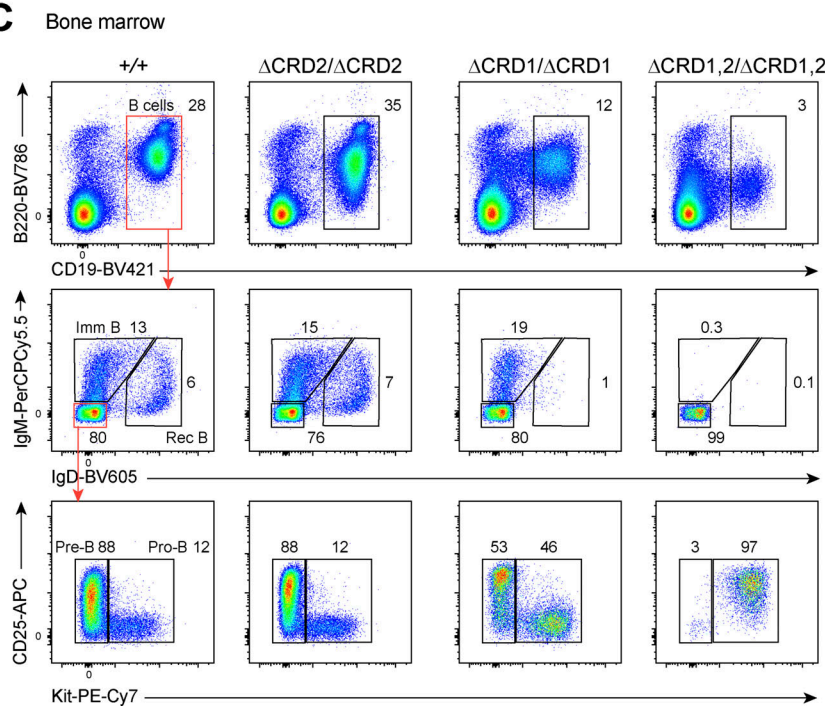 C Bone marrow
+/+ ΔCRD2/ΔCRD2 ΔCRD1/ΔCRD1 ΔCRD1,2/ΔCRD1,2
B cells 28 35 12 3
B220-BV786
0
0
CD19-BV421
Imm B 13 15 19 0.3
6 7 1 0.1
IgM-PerCPCy5.5
0
80 Rec B 76 80 99
0
IgD-BV605
Pre-B 88 Pro-B 12 88 12 53 46 3 97
CD25-APC
0
0
Kit-PE-Cy7